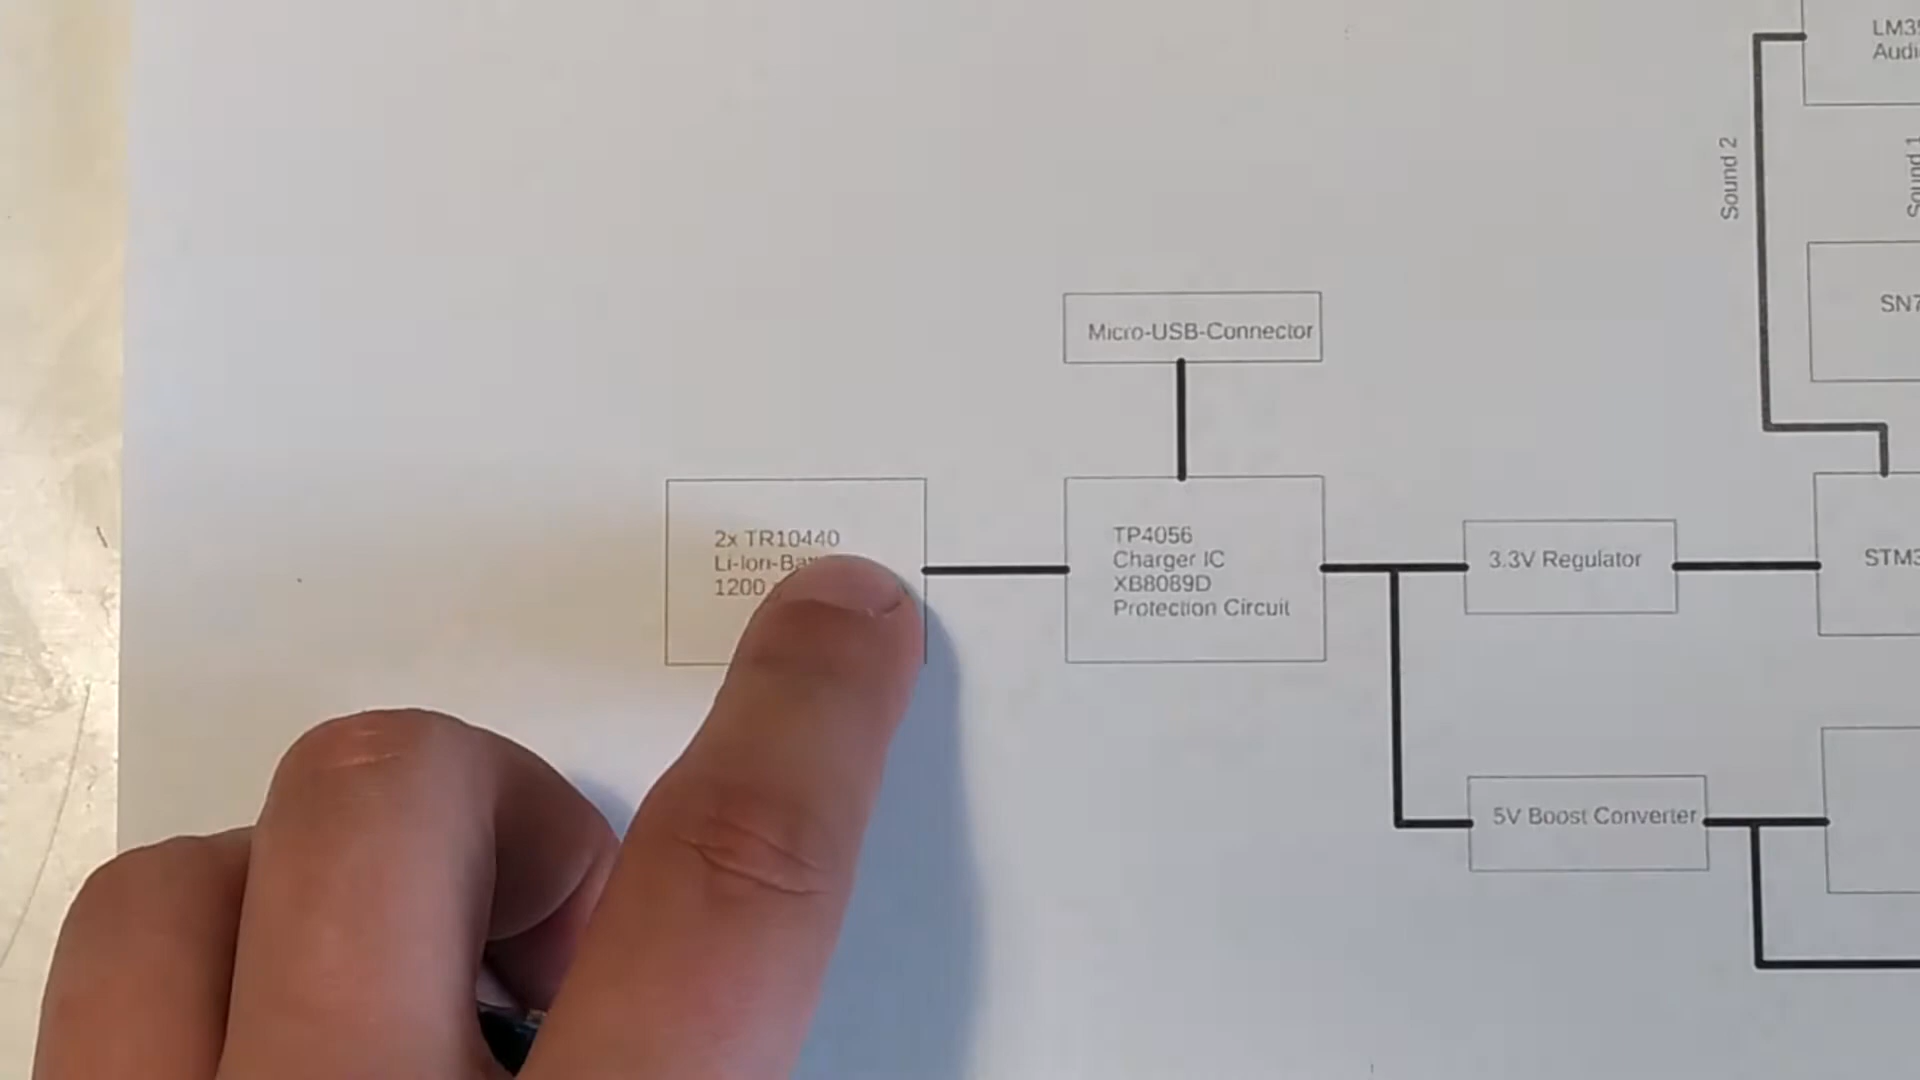 LM3
Audi
Sound 2
Sound 1
SN7
Micro-USB-Connector
2x TR10440
Li-Ion-Ba
1200
TP4056
Charger IC
XB8089D
Protection Circuit
3.3V Regulator
STM3
5V Boost Converter